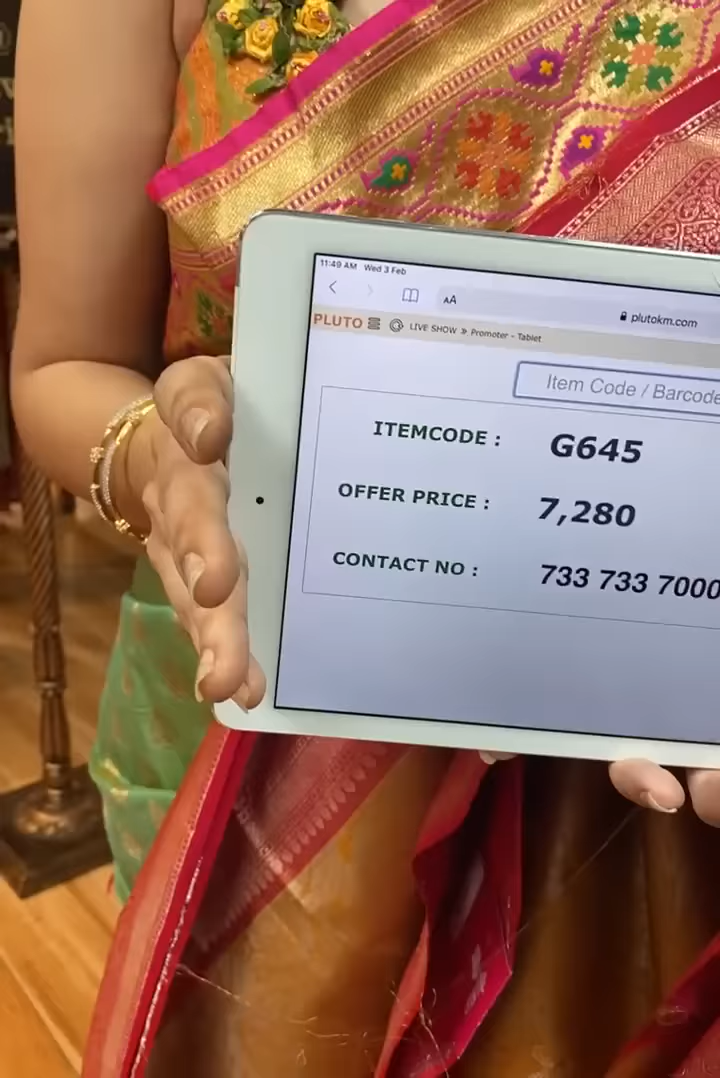 11:49 AM Wed 3 Feb
AA
plutokm.com
PLUTO
LIVE SHOW » Promoter - Tablet
Item Code / Barcode
ITEMCODE : G645
OFFER PRICE : 7,280
CONTACT NO : 733 733 7000